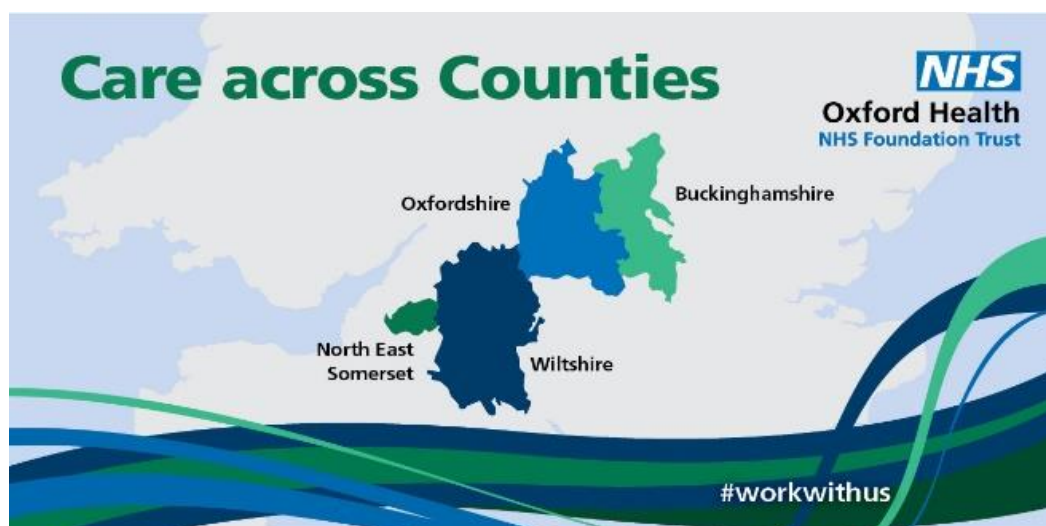 Care across Counties
NHS
Oxford Health
NHS Foundation Trust
Oxfordshire
Buckinghamshire
North East
Somerset
Wiltshire
#workwithus